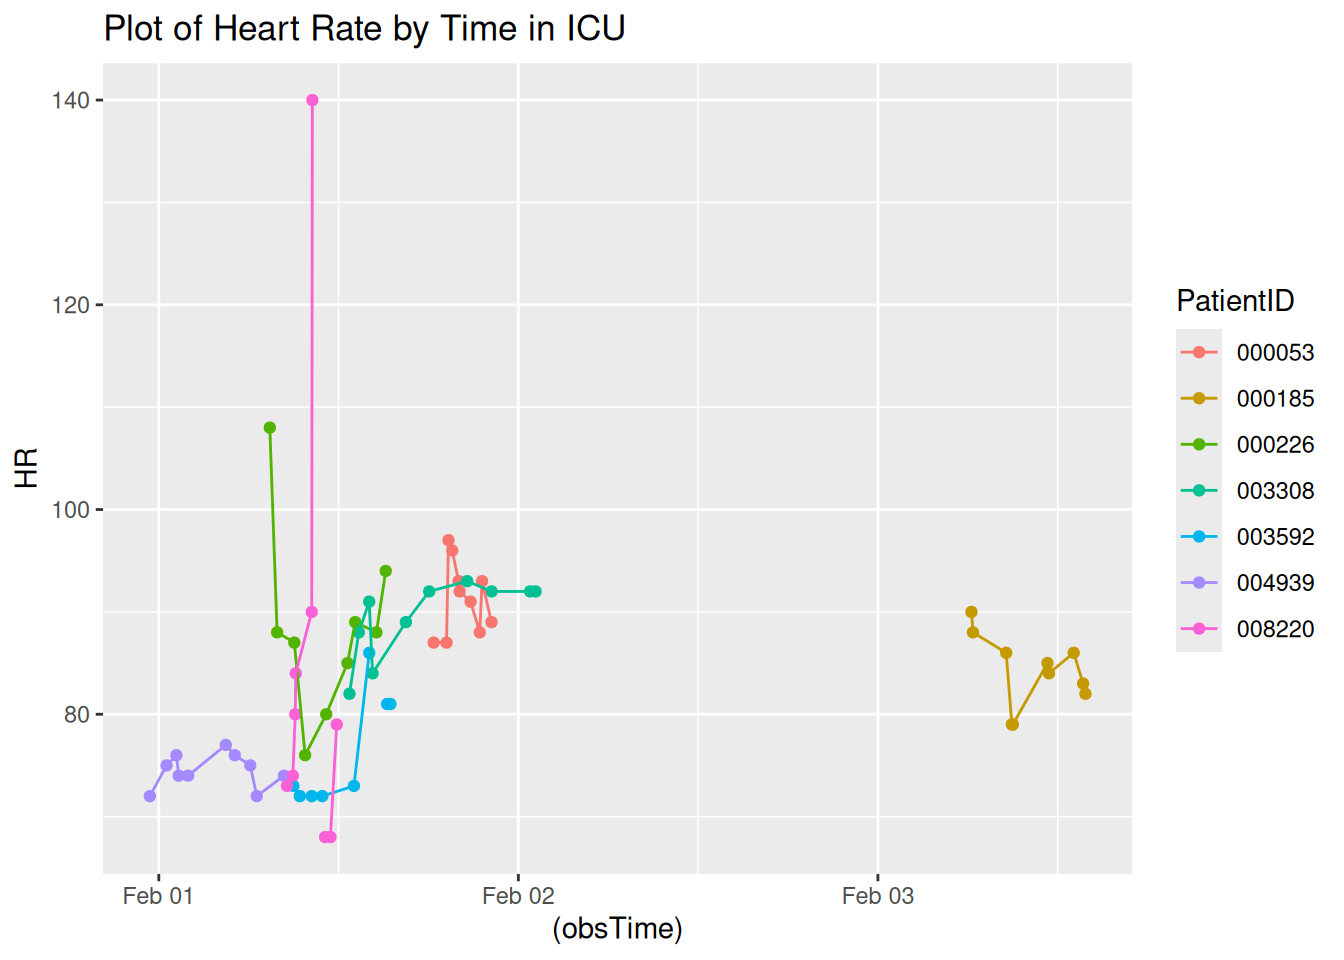 Plot of Heart Rate by Time in ICU
140
120
100
80
HR
Feb 01
Feb 02
Feb 03
(obsTime)
PatientID
000053
000185
000226
003308
003592
004939
008220